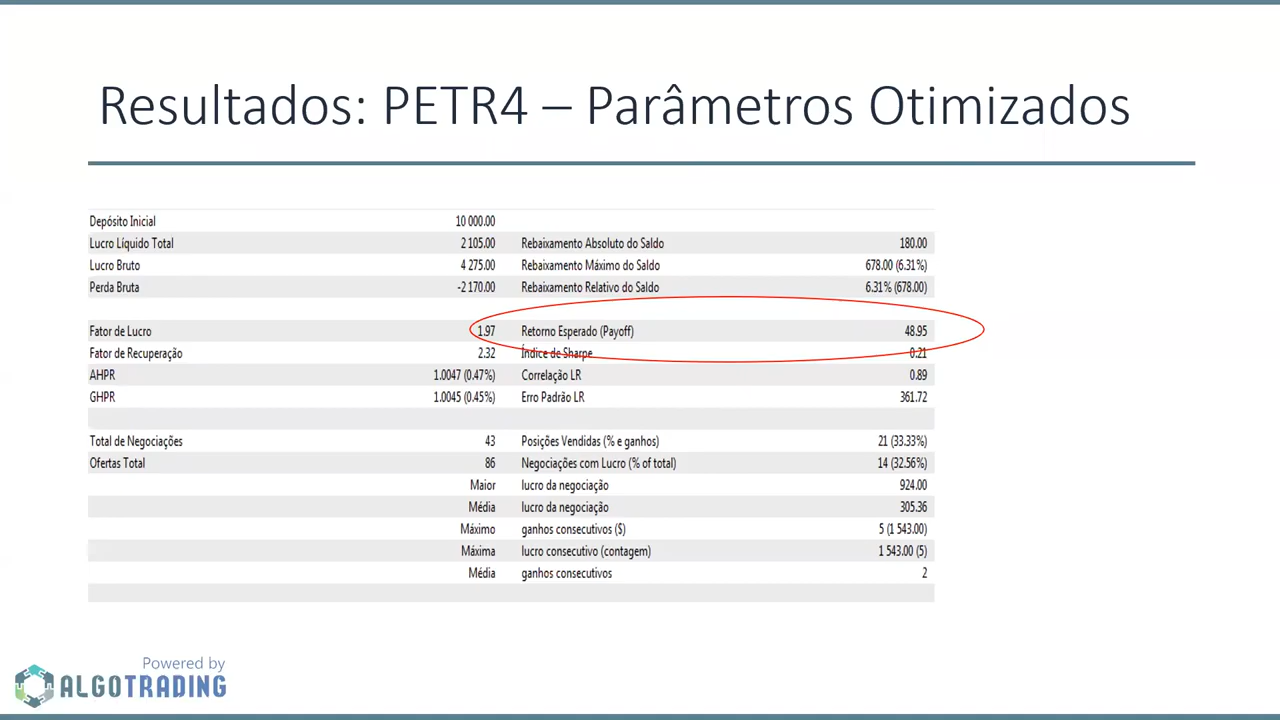 Resultados: PETR4 – Parâmetros Otimizados
Depósito Inicial 10 000.00
Lucro Líquido Total 2 105.00 Rebaixamento Absoluto do Saldo 180.00
Lucro Bruto 4 275.00 Rebaixamento Máximo do Saldo 678.00 (6.31%)
Perda Bruta -2 170.00 Rebaixamento Relativo do Saldo 6.31% (678.00)
Fator de Lucro 1.97 Retorno Esperado (Payoff) 48.95
Fator de Recuperação 2.32 Índice de Sharpe 0.21
AHPR 1.0047 (0.47%) Correlação LR 0.89
GHPR 1.0045 (0.45%) Erro Padrão LR 361.72
Total de Negociações 43 Posições Vendidas (% e ganhos) 21 (33.33%)
Ofertas Total 86 Negociações com Lucro (% of total) 14 (32.56%)
Maior lucro da negociação 924.00
Média lucro da negociação 305.36
Máximo ganhos consecutivos ($) 5 (1 543.00)
Máxima lucro consecutivo (contagem) 1 543.00 (5)
Média ganhos consecutivos 2
Powered by
ALGOTRADING